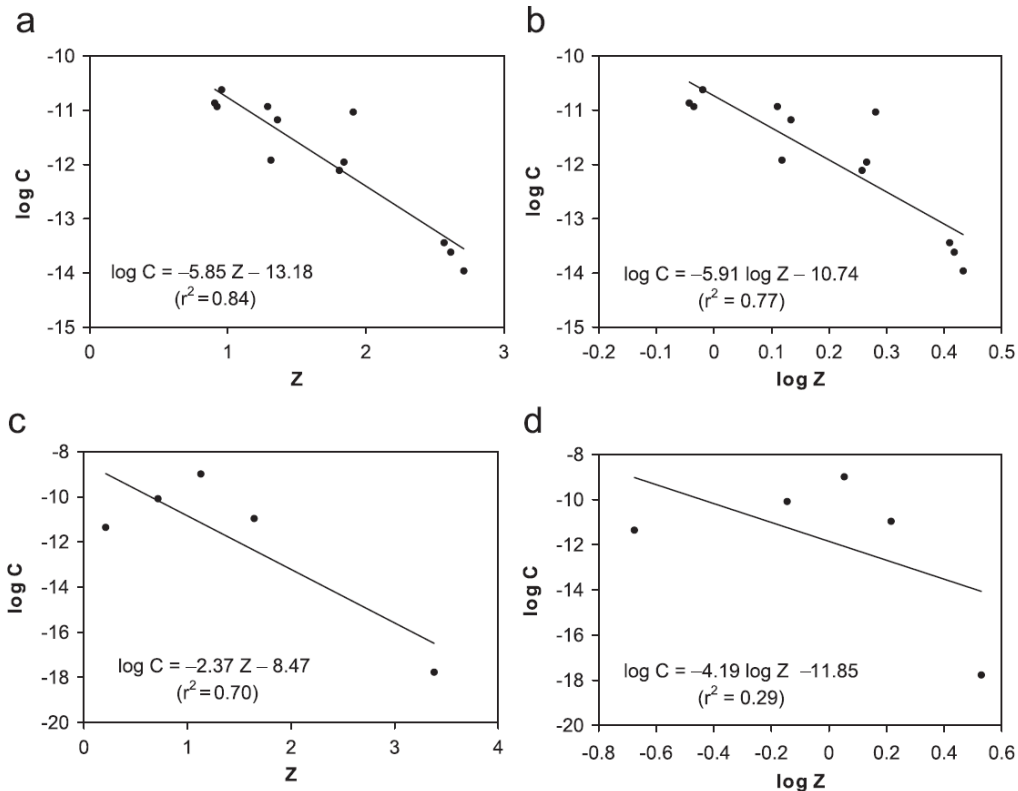 a
-10
-11
-12
-13
-14
-15
log C
log C = –5.85 Z – 13.18
(r² = 0.84)
0 1 2 3
Z
b
-10
-11
-12
-13
-14
-15
log C
log C = –5.91 log Z – 10.74
(r² = 0.77)
-0.2 -0.1 0 0.1 0.2 0.3 0.4 0.5
log Z
c
-8
-10
-12
-14
-16
-18
-20
log C
log C = –2.37 Z – 8.47
(r² = 0.70)
0 1 2 3 4
Z
d
-8
-10
-12
-14
-16
-18
-20
log C
log C = –4.19 log Z –11.85
(r² = 0.29)
-0.8 -0.6 -0.4 -0.2 0 0.2 0.4 0.6
log Z